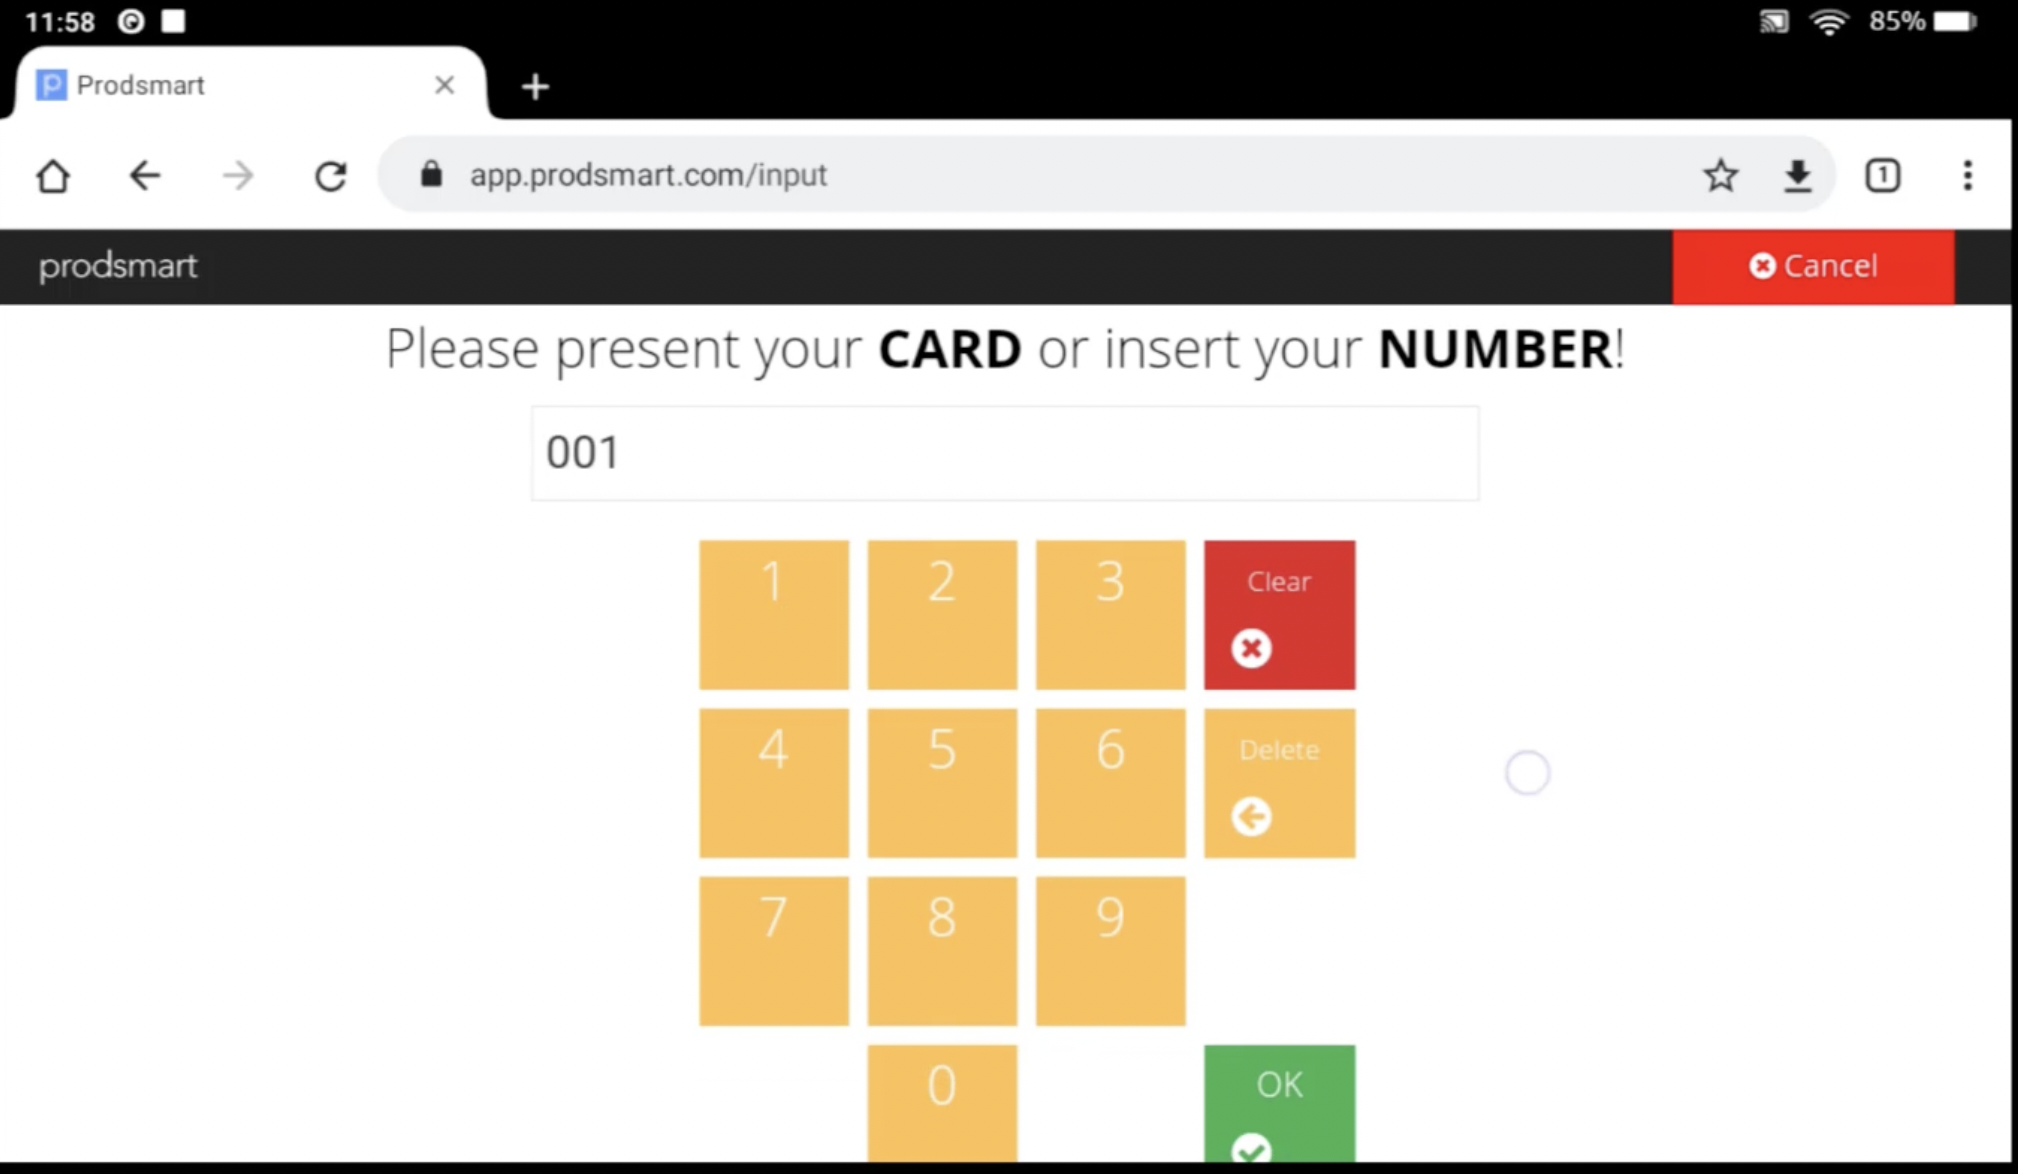 11:58
85%
Prodsmart
app.prodsmart.com/input
1
prodsmart
Cancel
Please present your CARD or insert your NUMBER!
001
1 2 3 Clear
4 5 6 Delete
7 8 9
0 OK